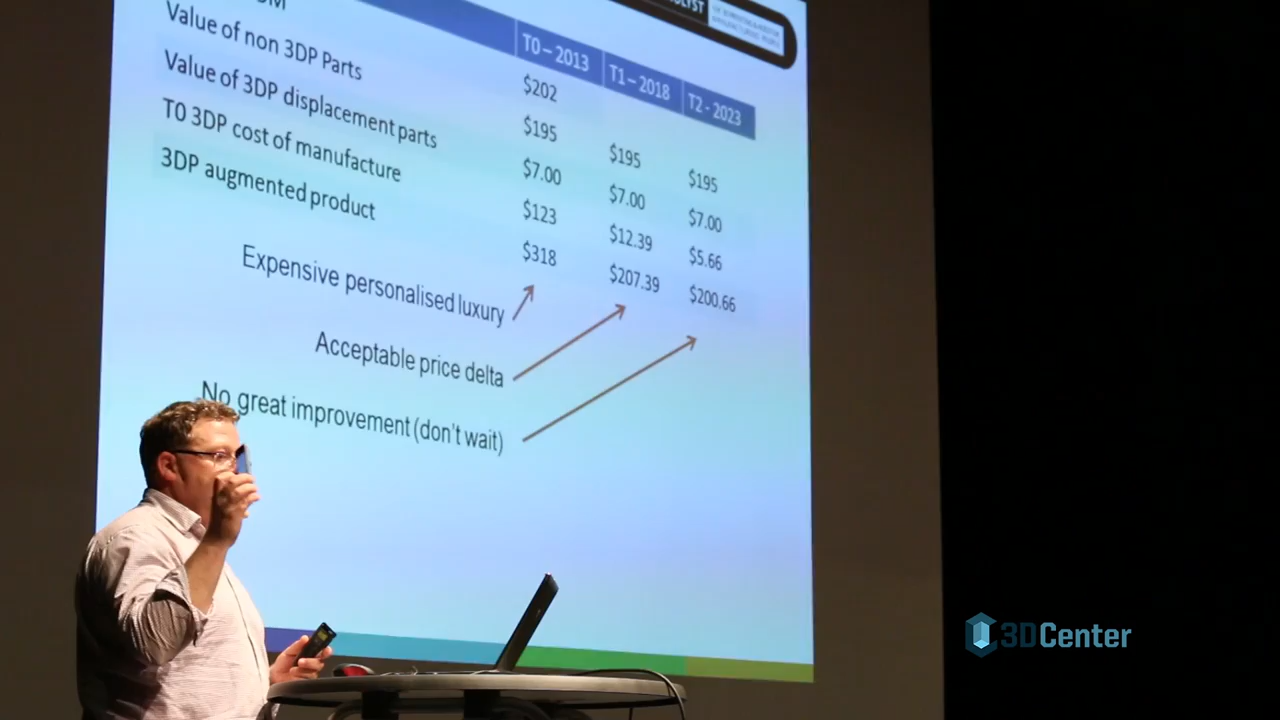 T0 – 2013 T1 – 2018 T2 - 2023
$202
Value of non 3DP Parts $195 $195 $195
Value of 3DP displacement parts $7.00 $7.00 $7.00
T0 3DP cost of manufacture $123 $12.39 $5.66
3DP augmented product $318 $207.39 $200.66
Expensive personalised luxury
Acceptable price delta
No great improvement (don't wait)
3DCenter